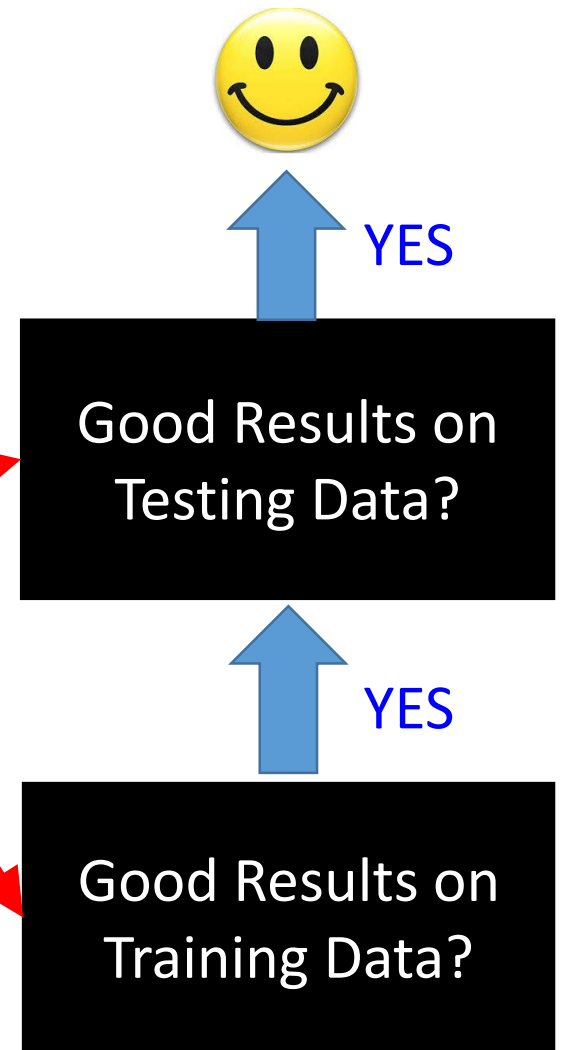 YES
Good Results on
Testing Data?
YES
Good Results on
Training Data?